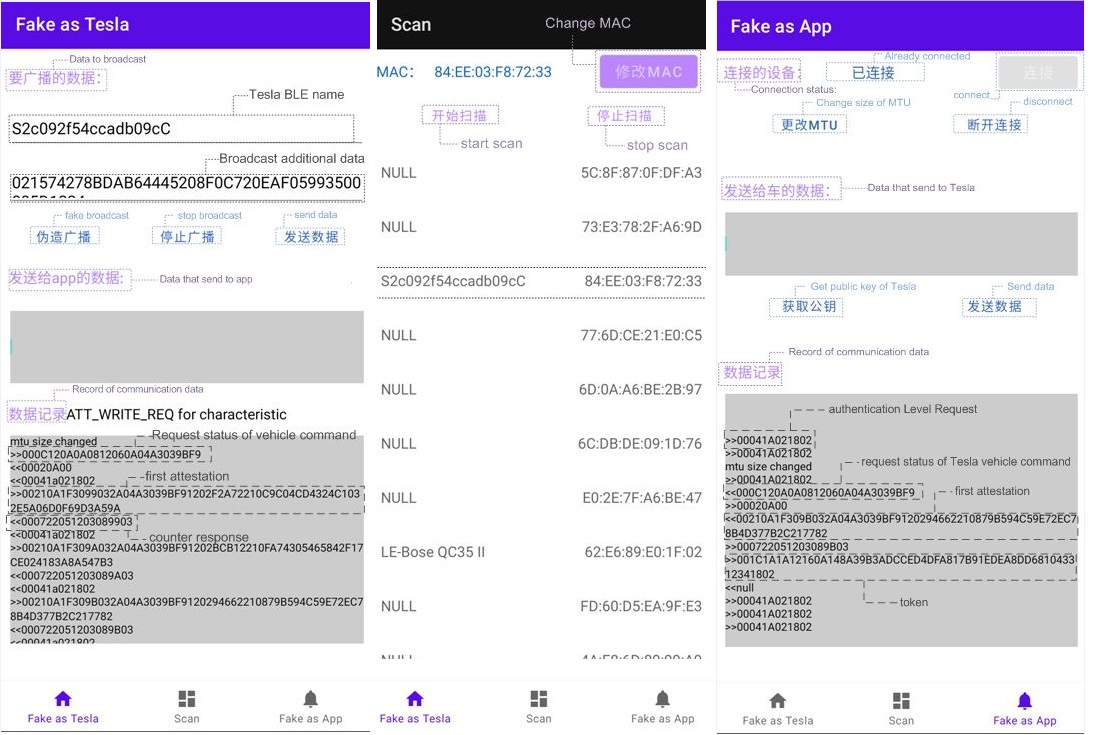 Fake as Tesla
Data to broadcast
要广播的数据:
Tesla BLE name
S2c092f54ccadb09cC
Broadcast additional data
021574278BDAB64445208F0C720EAF05993500
fake broadcast
stop broadcast
send data
伪造广播
停止广播
发送数据
发送给app的数据:
Data that send to app
Record of communication data
数据记录ATT_WRITE_REQ for characteristic
mtu size changed
Request status of vehicle command
>>000C120A0A0812060A04A3039BF9
<<00020A00
first attestation
<<00041a021802
>>00210A1F3099032A04A3039BF91202F2A72210C9C04CD4324C103
2E5A06D0F69D3A59A
<<000722051203089903
<<00041a021802
counter response
>>00210A1F309A032A04A3039BF91202BCB12210FA74305465842F17
CE024183A8A547B3
<<000722051203089A03
<<00041a021802
>>00210A1F309B032A04A3039BF9120294662210879B594C59E72EC7
8B4D377B2C217782
<<000722051203089B03
<<00041a021802
Fake as Tesla
Scan
Fake as App
Scan
Change MAC
MAC:
84:EE:03:F8:72:33
修改MAC
开始扫描
停止扫描
start scan
stop scan
NULL 5C:8F:87:0F:DF:A3
NULL 73:E3:78:2F:A6:9D
S2c092f54ccadb09cC 84:EE:03:F8:72:33
NULL 77:6D:CE:21:E0:C5
NULL 6D:0A:A6:BE:2B:97
NULL 6C:DB:DE:09:1D:76
NULL E0:2E:7F:A6:BE:47
LE-Bose QC35 II 62:E6:89:E0:1F:02
NULL FD:60:D5:EA:9F:E3
Fake as Tesla
Scan
Fake as App
Fake as App
Already connected
连接的设备:
已连接
连接
Connection status:
connect
Change size of MTU
disconnect
更改MTU
断开连接
发送给车的数据:
Data that send to Tesla
Get public key of Tesla
Send data
获取公钥
发送数据
Record of communication data
数据记录
authentication Level Request
>>00041A021802
>>00041A021802
mtu size changed
request status of Tesla vehicle command
>>00041A021802
<<000C120A0A0812060A04A3039BF9
first attestation
>>00020A00
<<00210A1F309B032A04A3039BF9120294662210879B594C59E72EC7
8B4D377B2C217782
>>000722051203089B03
>>001C1A1A12160A148A39B3ADCCED4DFA817B91EDEA8DD6810433
12341802
<<null
>>00041A021802
token
>>00041A021802
>>00041A021802
Fake as Tesla
Scan
Fake as App